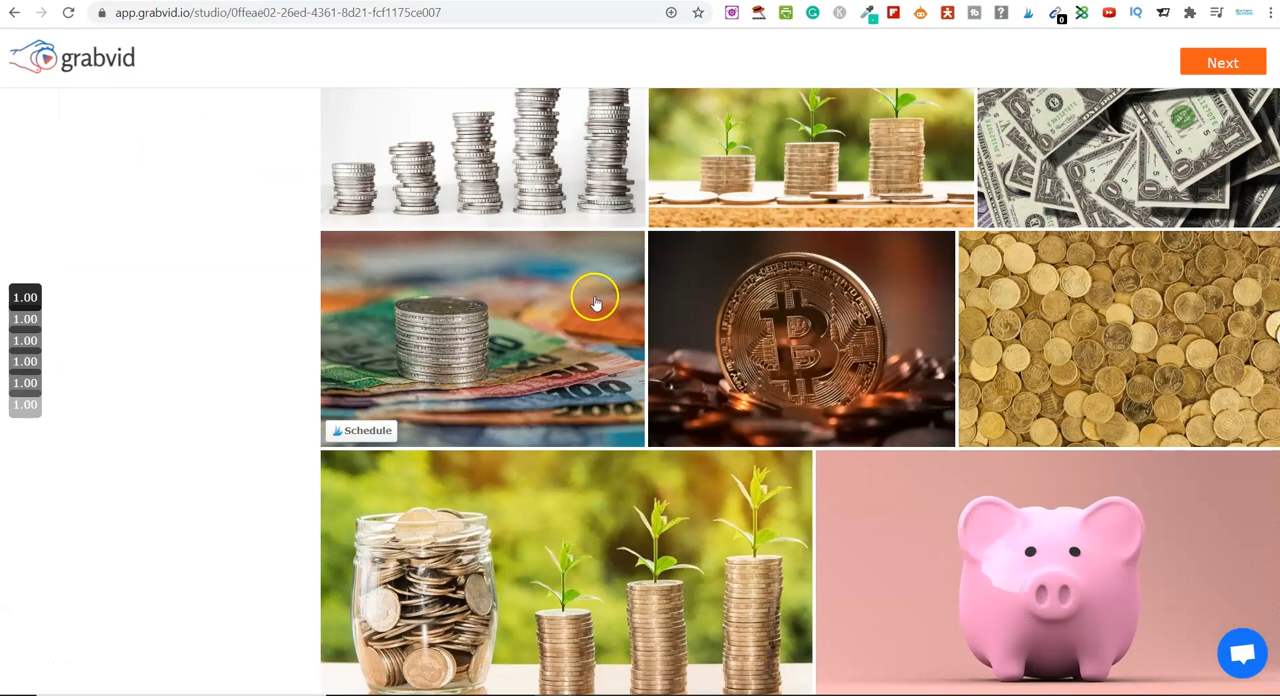 app.grabvid.io/studio/0ffeae02-26ed-4361-8d21-fcf1175ce007
grabvid
Next
1.00
1.00
1.00
1.00
1.00
1.00
Schedule
100